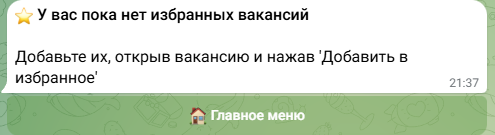 ⭐ У вас пока нет избранных вакансий
Добавьте их, открыв вакансию и нажав 'Добавить в
избранное'
21:37
🏠 Главное меню